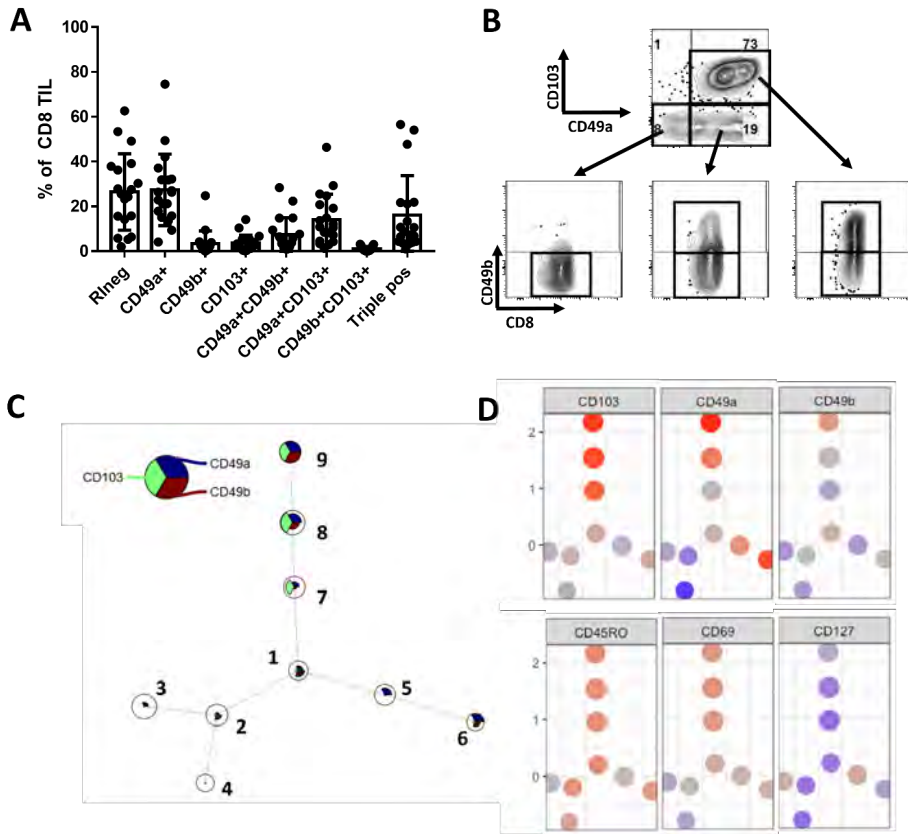 A
% of CD8 TIL
100
80
60
40
20
0
RIneg
CD49a+
CD49b+
CD103+
CD49a+CD49b+
CD49a+CD103+
CD49b+CD103+
Triple pos
B
CD103
CD49a
1
73
8
19
CD49b
CD8
C
CD103
CD49a
CD49b
9
8
7
1
3
2
4
5
6
D
CD103
CD49a
CD49b
2
1
0
CD45RO
CD69
CD127
2
1
0